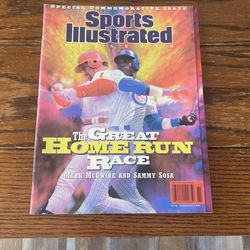 SPECIAL COMMEMORATIVE ISSUE
Sports
Illustrated
The GREAT
HOME RUN
RACE
MARK MCGWIRE AND SAMMY SOSA